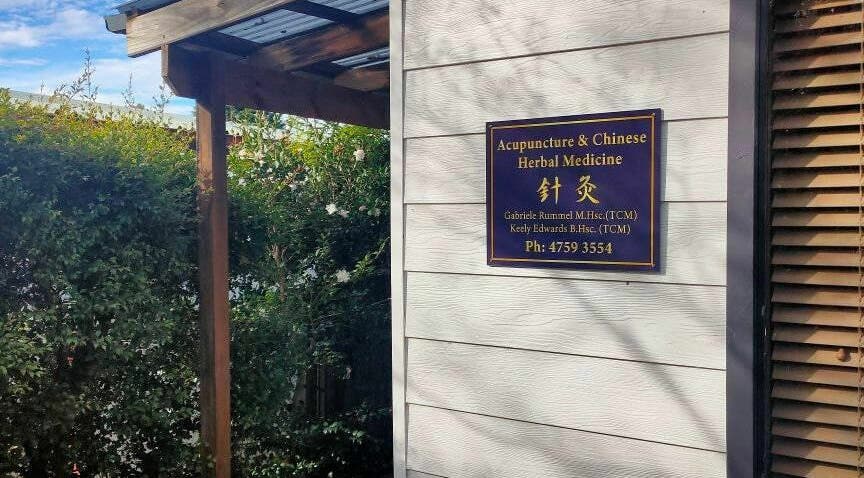 Acupuncture & Chinese
Herbal Medicine
針灸
Gabriele Rummel M.Hsc.(TCM)
Keely Edwards B.Hsc. (TCM)
Ph: 4759 3554